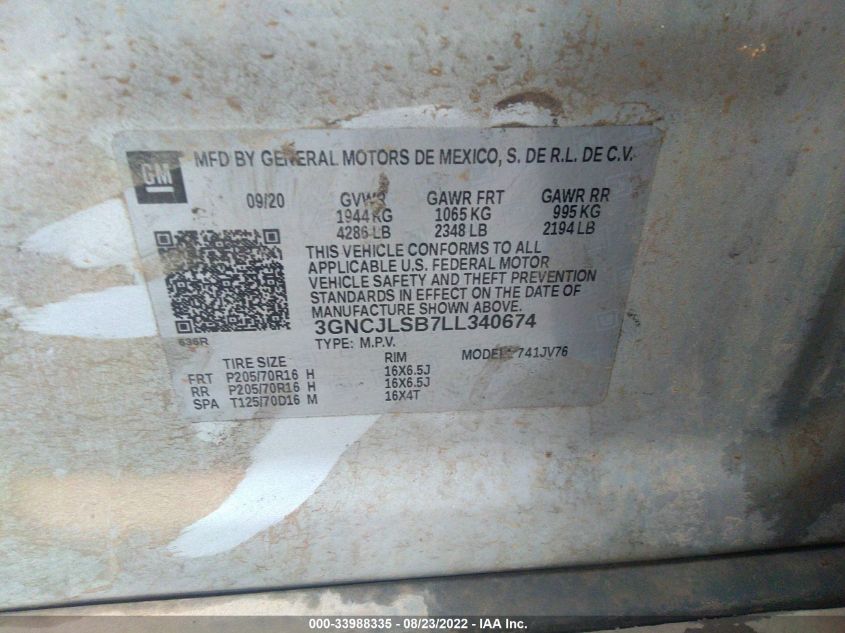 GM
MFD BY GENERAL MOTORS DE MEXICO, S. DE R.L. DE C.V.
09/20 GVWR GAWR FRT GAWR RR
1944 KG 1065 KG 995 KG
4286 LB 2348 LB 2194 LB
THIS VEHICLE CONFORMS TO ALL
APPLICABLE U.S. FEDERAL MOTOR
VEHICLE SAFETY AND THEFT PREVENTION
STANDARDS IN EFFECT ON THE DATE OF
MANUFACTURE SHOWN ABOVE.
3GNCJLSB7LL340674
636R
TYPE: M.P.V. MODEL: 741JV76
TIRE SIZE RIM
FRT P205/70R16 H 16X6.5J
RR P205/70R16 H 16X6.5J
SPA T125/70D16 M 16X4T
000-33988335 - 08/23/2022 - IAA Inc.